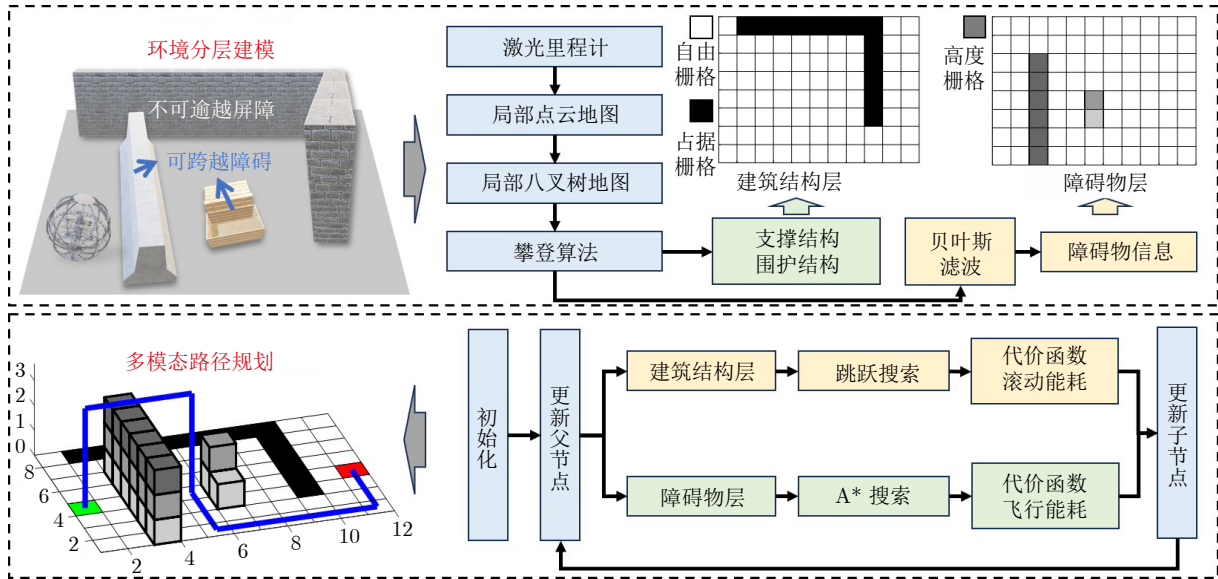 环境分层建模
不可逾越屏障
可跨越障碍
激光里程计
局部点云地图
局部八叉树地图
攀登算法
自由
栅格
占据
栅格
建筑结构层
高度
栅格
障碍物层
支撑结构
围护结构
贝叶斯
滤波
障碍物信息
多模态路径规划
3
2
1
0
8
6
4
2
2
4
6
8
10
12
初始化
更新父节点
建筑结构层
跳跃搜索
代价函数
滚动能耗
障碍物层
A* 搜索
代价函数
飞行能耗
更新子节点